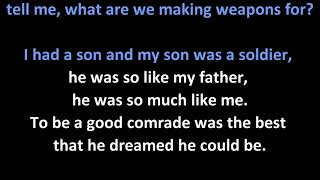 tell me, what are we making weapons for?
I had a son and my son was a soldier,
he was so like my father,
he was so much like me.
To be a good comrade was the best
that he dreamed he could be.